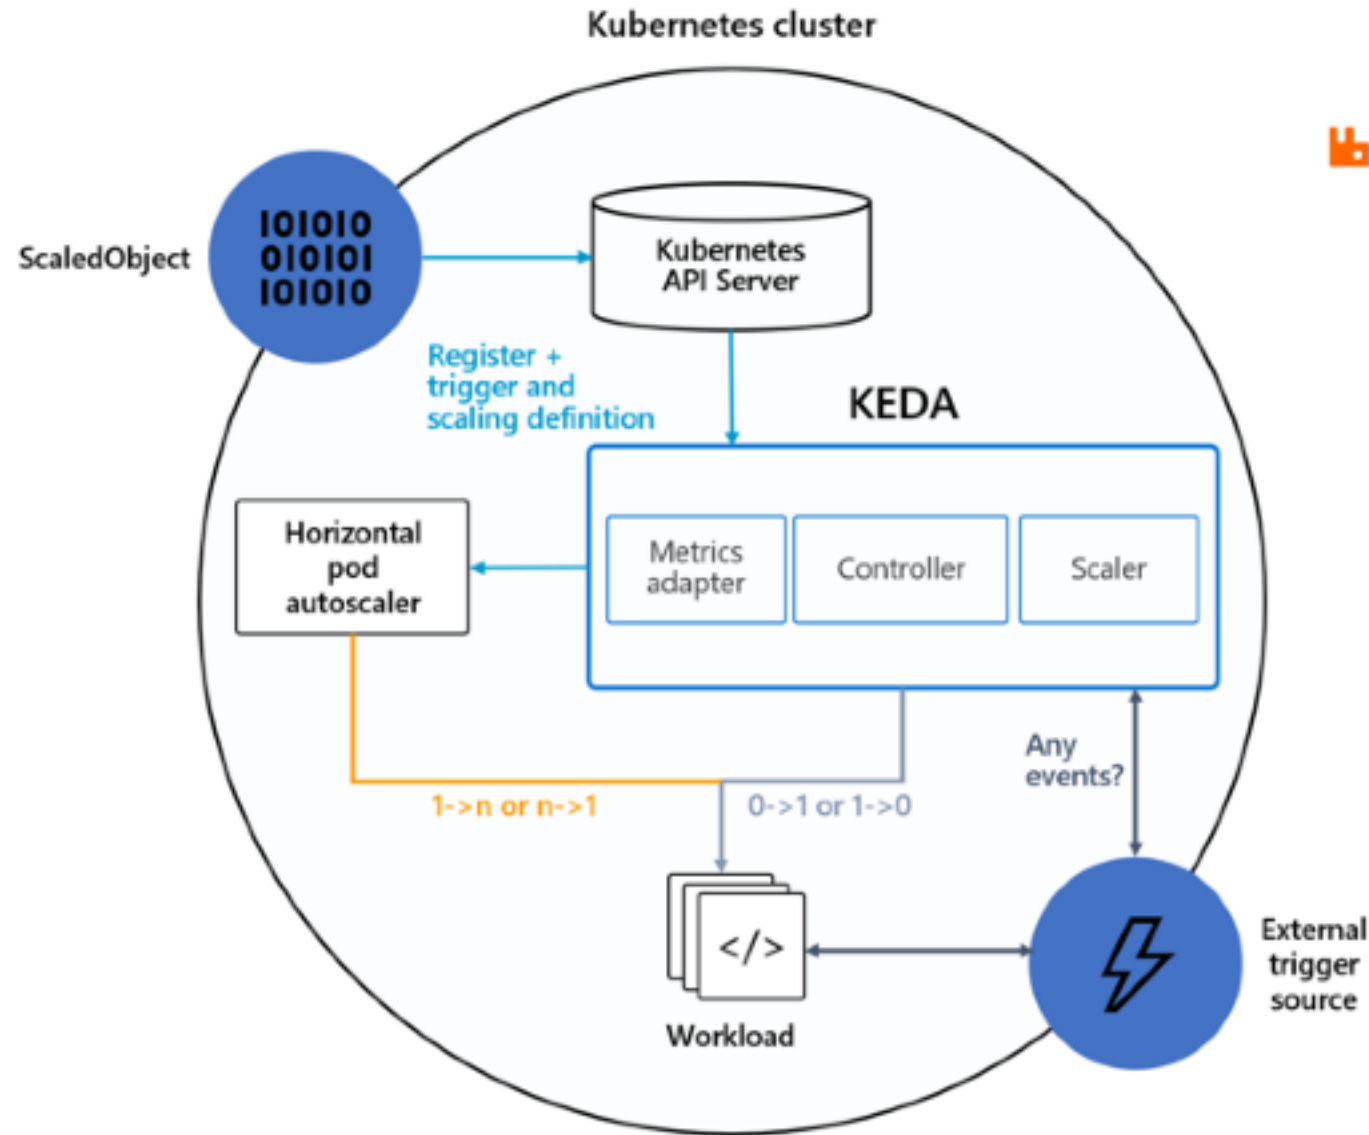 Kubernetes cluster
ScaledObject
101010
010101
101010
Kubernetes
API Server
Register +
trigger and
scaling definition
KEDA
Horizontal
pod
autoscaler
Metrics
adapter
Controller
Scaler
Any
events?
1->n or n->1
0->1 or 1->0
</>
Workload
External
trigger
source